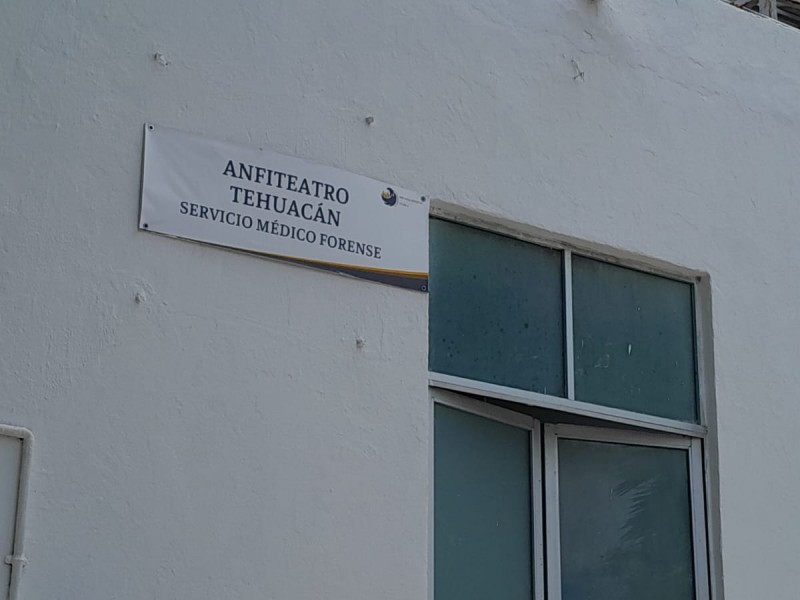 ANFITEATRO
TEHUACÁN
SERVICIO MÉDICO FORENSE